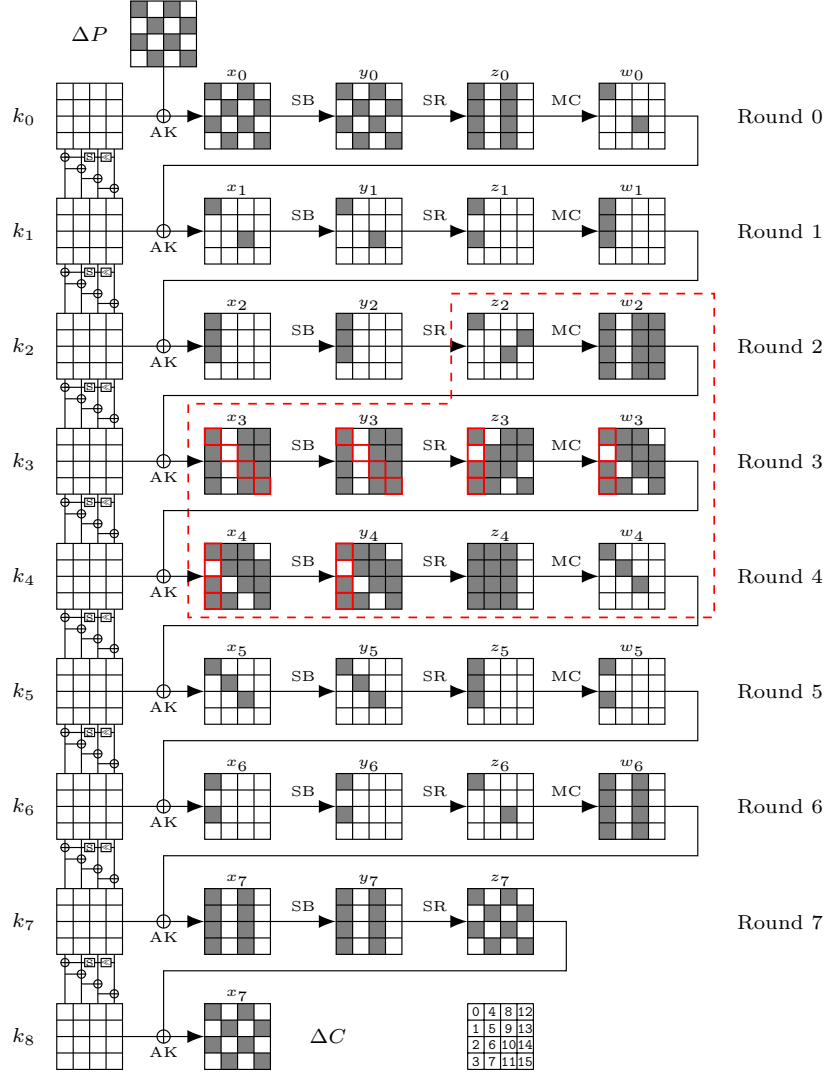 ΔP
x₀ y₀ z₀ w₀
k₀ AK SB SR MC Round 0
S ≪
x₁ y₁ z₁ w₁
k₁ AK SB SR MC Round 1
S ≪
x₂ y₂ z₂ w₂
k₂ AK SB SR MC Round 2
S ≪
x₃ y₃ z₃ w₃
k₃ AK SB SR MC Round 3
S ≪
x₄ y₄ z₄ w₄
k₄ AK SB SR MC Round 4
S ≪
x₅ y₅ z₅ w₅
k₅ AK SB SR MC Round 5
S ≪
x₆ y₆ z₆ w₆
k₆ AK SB SR MC Round 6
S ≪
x₇ y₇ z₇
k₇ AK SB SR Round 7
S ≪
x₇
k₈ AK ΔC
0 4 8 12
1 5 9 13
2 6 10 14
3 7 11 15